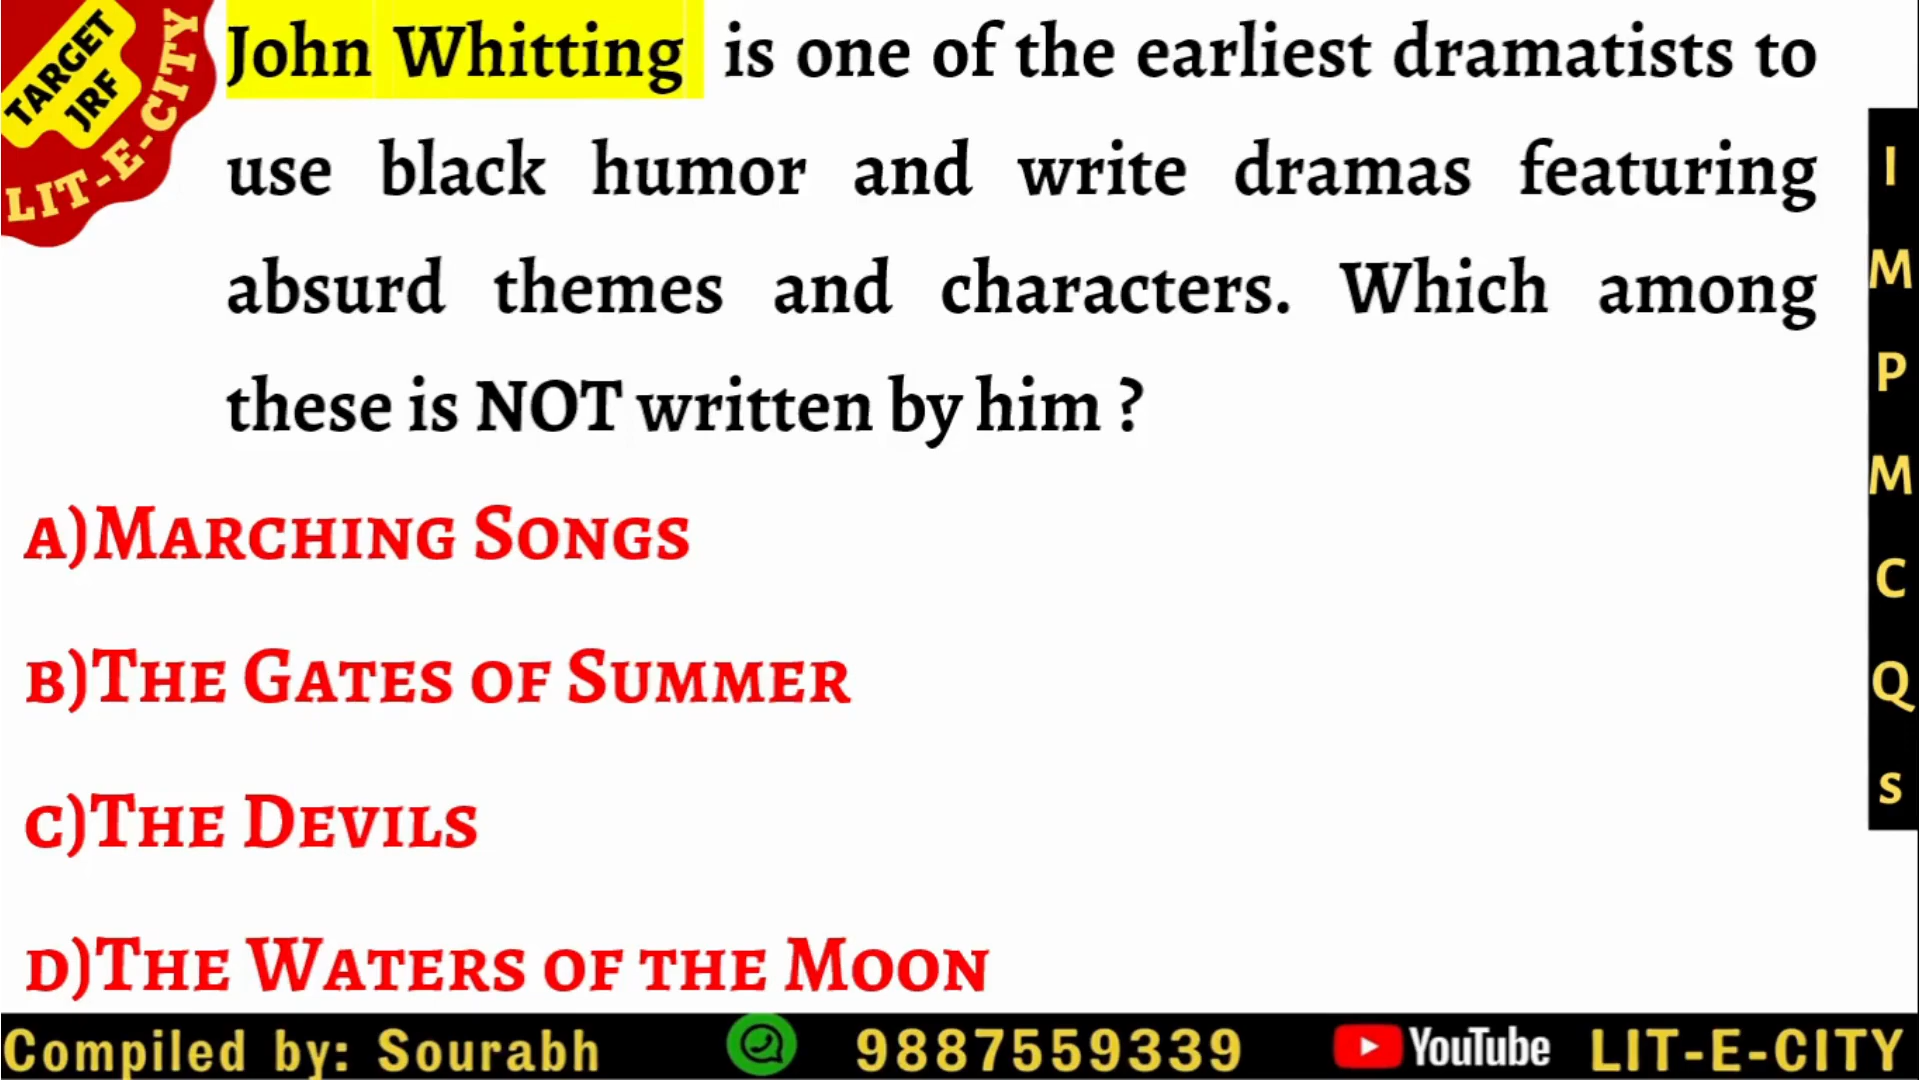 TARGET
JRF
LIT-E-CITY
John Whitting is one of the earliest dramatists to
use black humor and write dramas featuring
absurd themes and characters. Which among
these is NOT written by him ?
A)Marching Songs
B)The Gates of Summer
C)The Devils
D)The Waters of the Moon
I
M
P
M
C
Q
s
Compiled by: Sourabh 9887559339 YouTube LIT-E-CITY